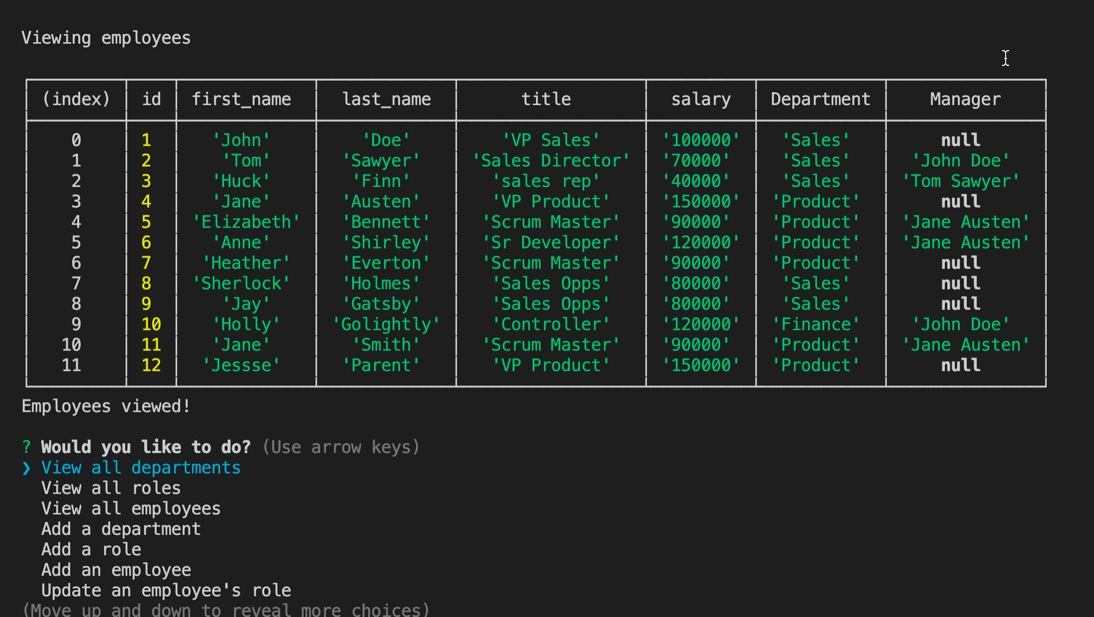 Viewing employees
(index) id first_name last_name title salary Department Manager
0 1 'John' 'Doe' 'VP Sales' '100000' 'Sales' null
1 2 'Tom' 'Sawyer' 'Sales Director' '70000' 'Sales' 'John Doe'
2 3 'Huck' 'Finn' 'sales rep' '40000' 'Sales' 'Tom Sawyer'
3 4 'Jane' 'Austen' 'VP Product' '150000' 'Product' null
4 5 'Elizabeth' 'Bennett' 'Scrum Master' '90000' 'Product' 'Jane Austen'
5 6 'Anne' 'Shirley' 'Sr Developer' '120000' 'Product' 'Jane Austen'
6 7 'Heather' 'Everton' 'Scrum Master' '90000' 'Product' null
7 8 'Sherlock' 'Holmes' 'Sales Opps' '80000' 'Sales' null
8 9 'Jay' 'Gatsby' 'Sales Opps' '80000' 'Sales' null
9 10 'Holly' 'Golightly' 'Controller' '120000' 'Finance' 'John Doe'
10 11 'Jane' 'Smith' 'Scrum Master' '90000' 'Product' 'Jane Austen'
11 12 'Jessse' 'Parent' 'VP Product' '150000' 'Product' null
Employees viewed!
? Would you like to do? (Use arrow keys)
❯ View all departments
View all roles
View all employees
Add a department
Add a role
Add an employee
Update an employee's role
(Move up and down to reveal more choices)